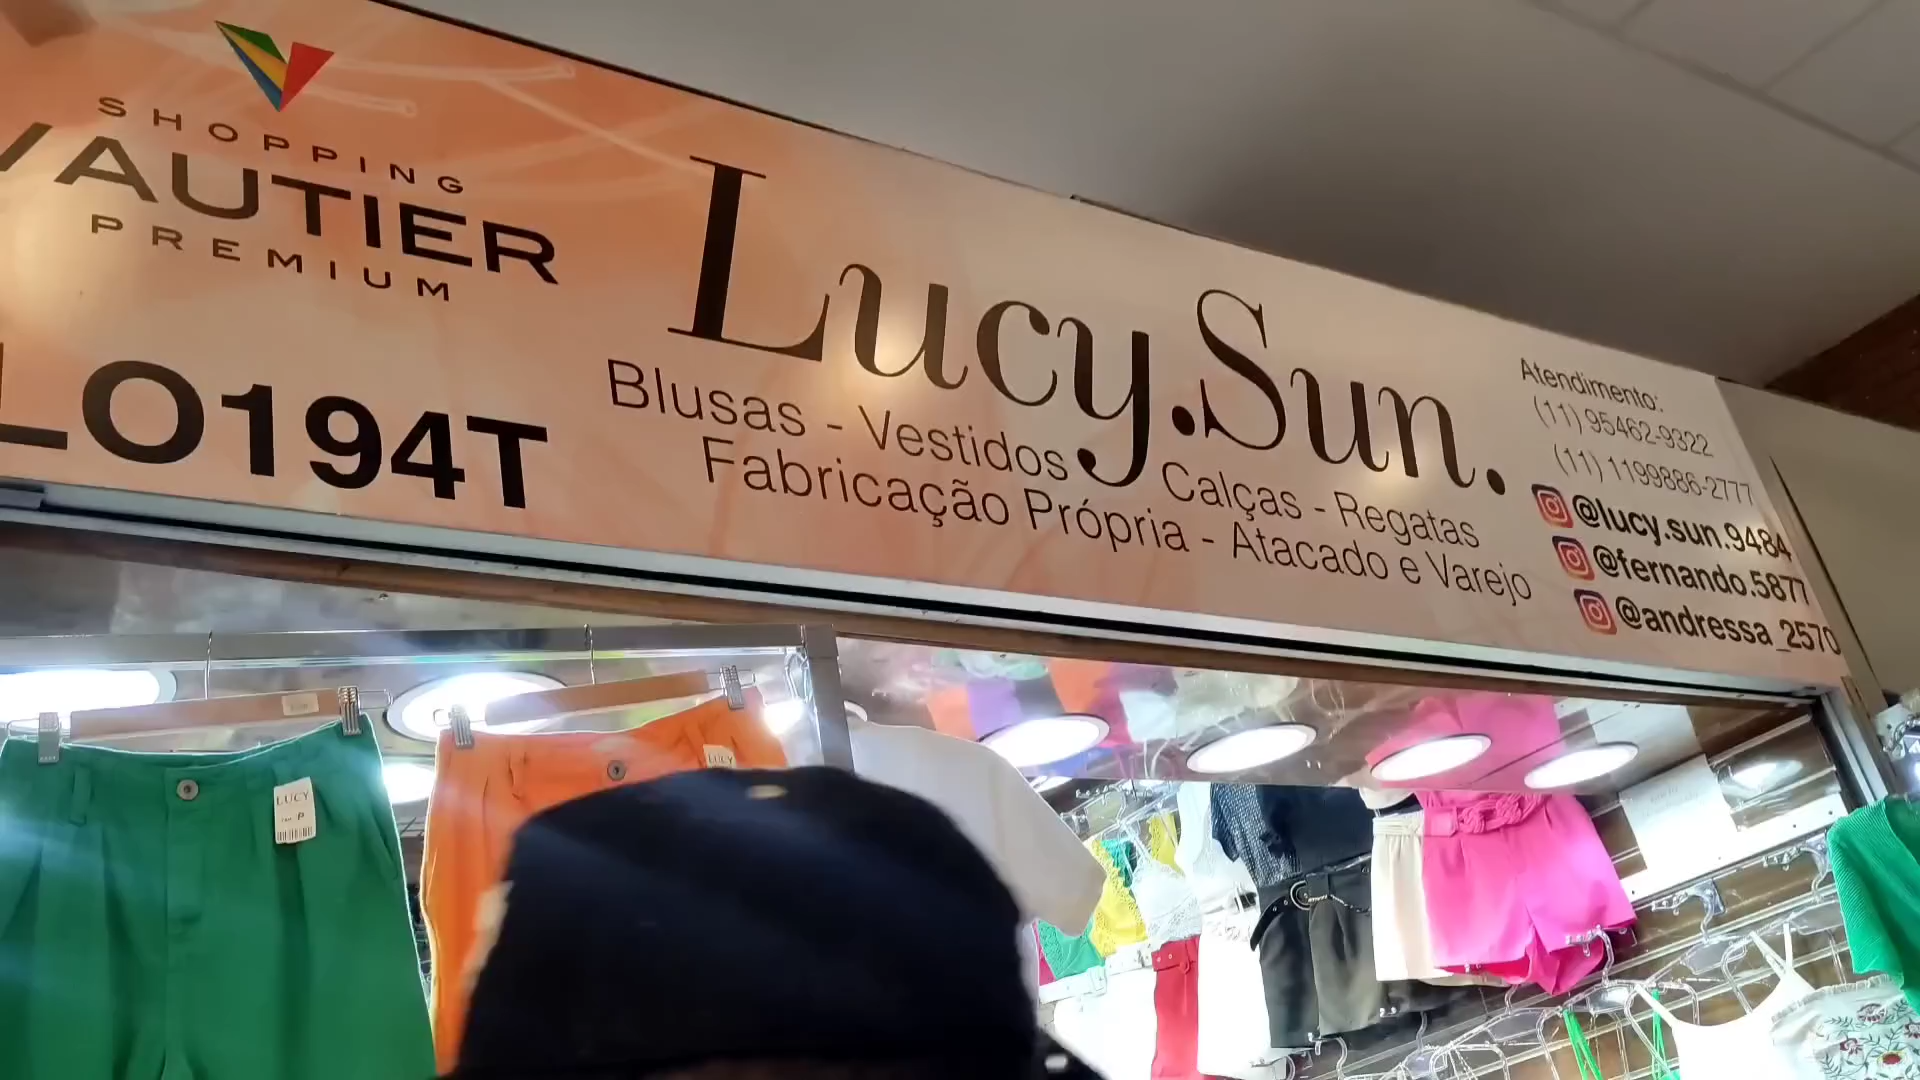 SHOPPING
VAUTIER
PREMIUM
LO194T
Lucy.Sun.
Blusas - Vestidos Calças - Regatas
Fabricação Própria - Atacado e Varejo
Atendimento:
(11) 95462-9322
(11) 1199886-2777
@lucy.sun.9484
@fernando.5877
@andressa_2570
LUCY
P
LUCY